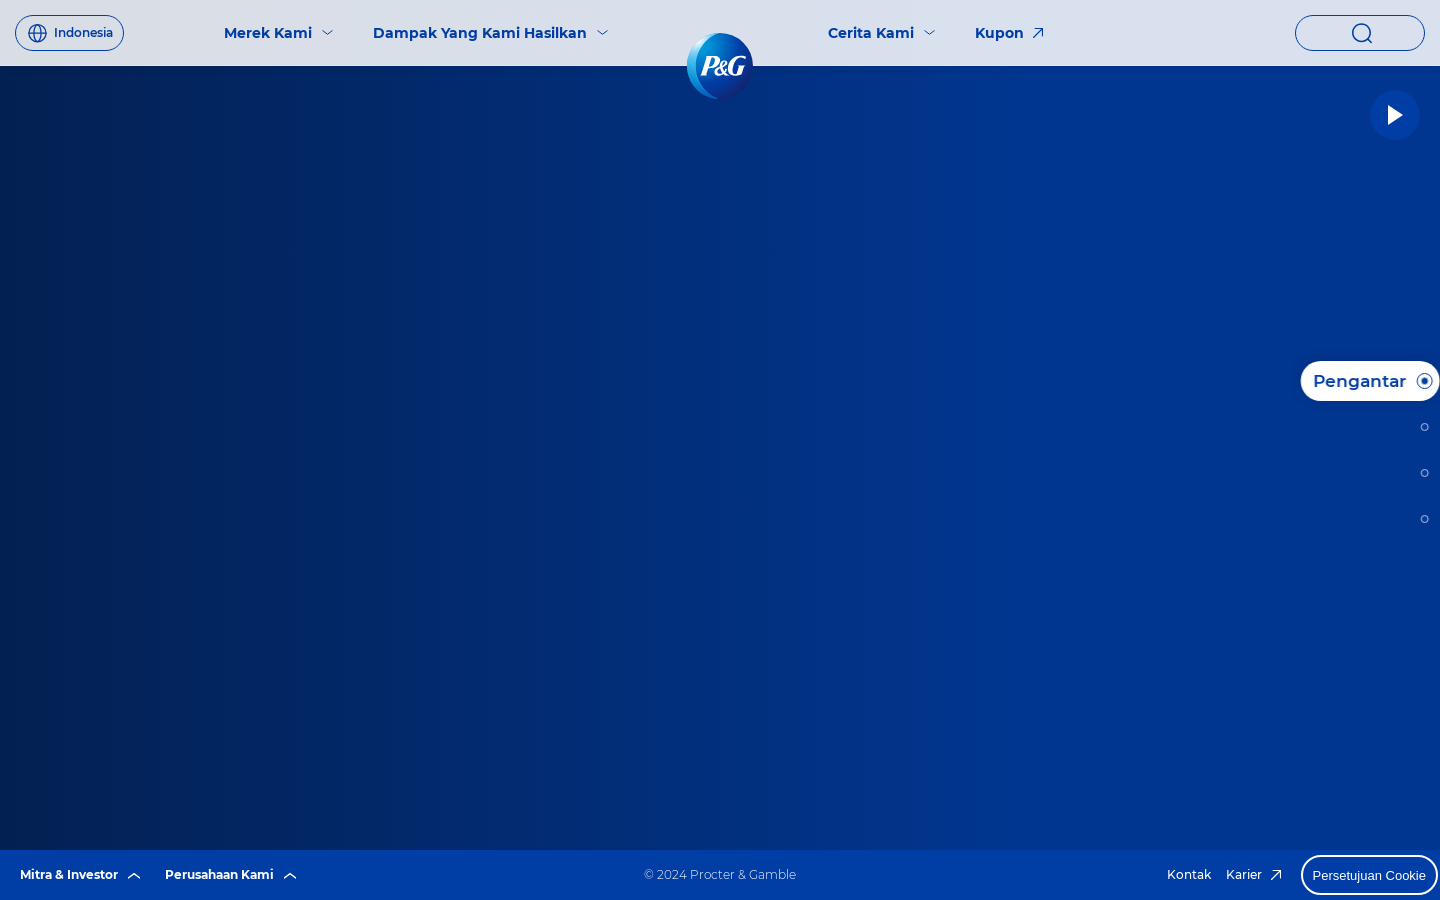 Indonesia
Merek Kami
Dampak Yang Kami Hasilkan
P&G
Cerita Kami
Kupon
Pengantar
Mitra & Investor
Perusahaan Kami
© 2024 Procter & Gamble
Kontak
Karier
Persetujuan Cookie